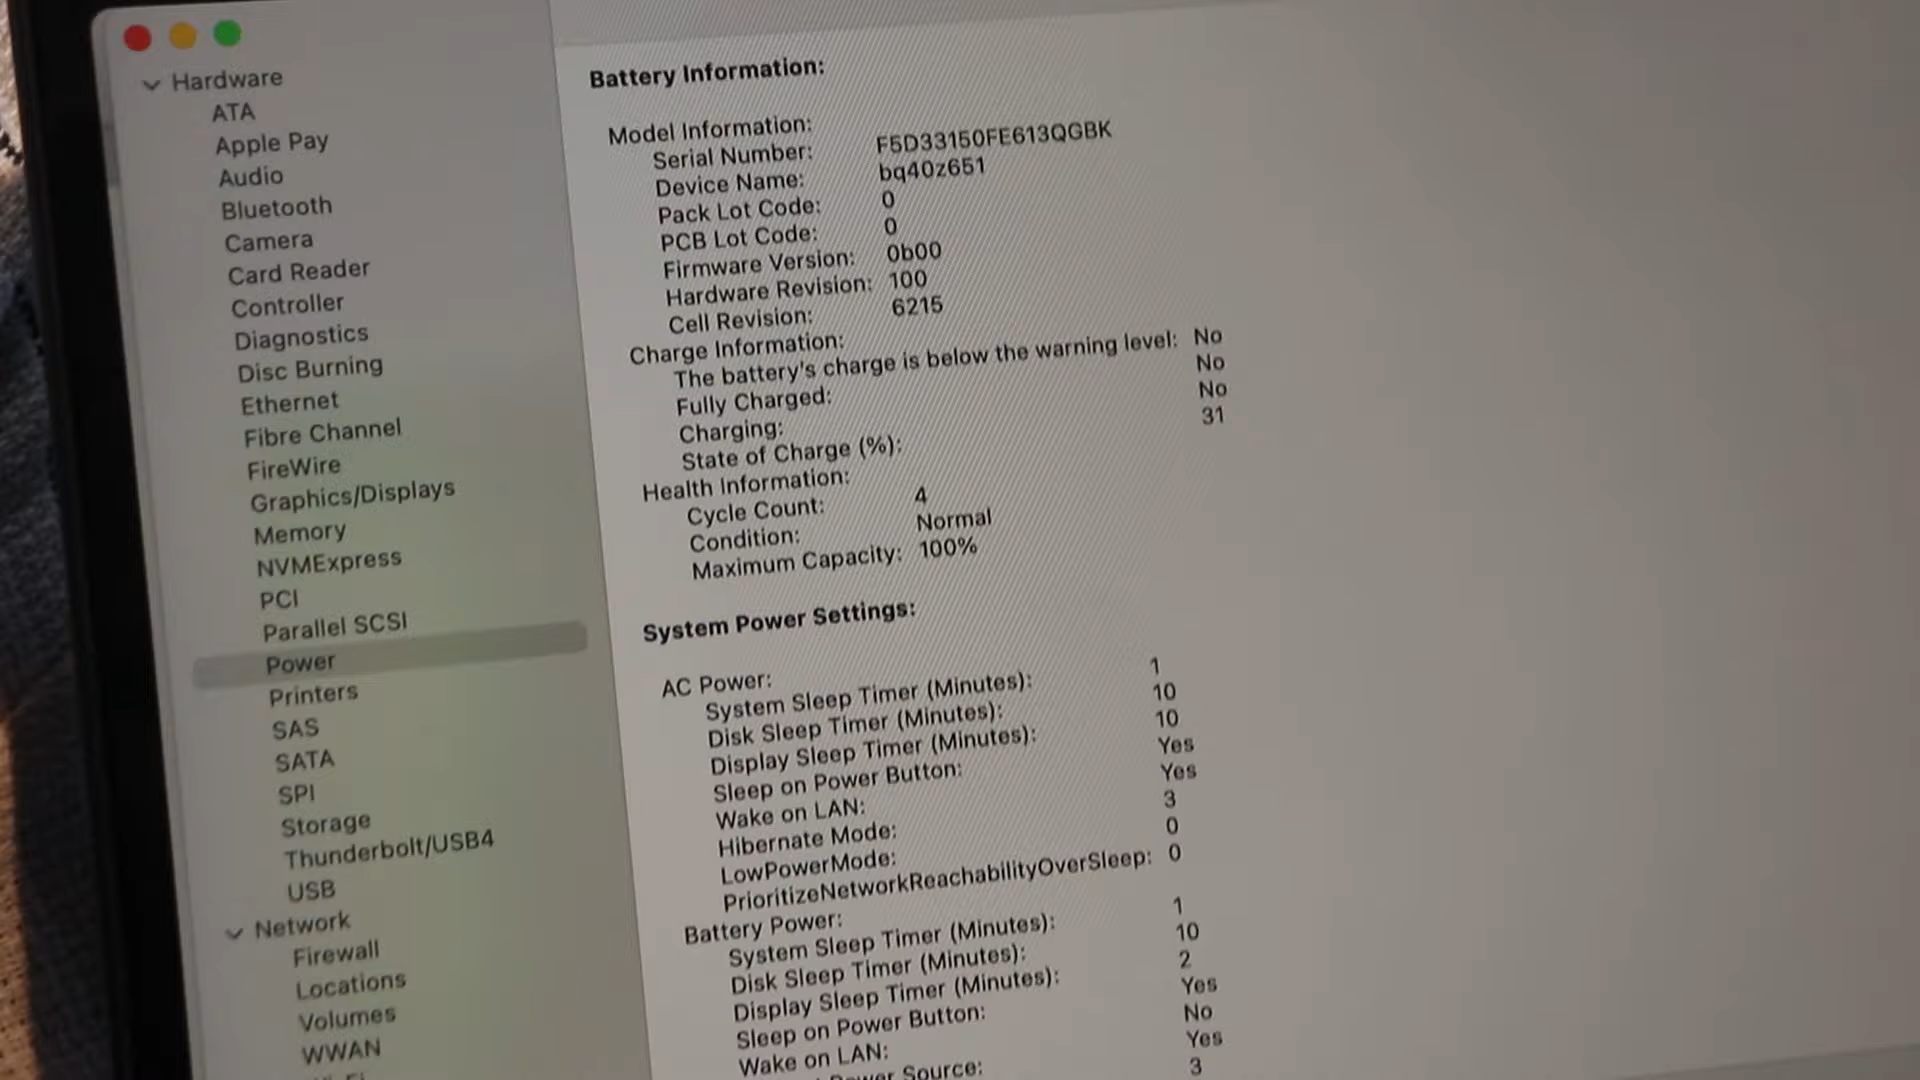 Hardware
ATA
Apple Pay
Audio
Bluetooth
Camera
Card Reader
Controller
Diagnostics
Disc Burning
Ethernet
Fibre Channel
FireWire
Graphics/Displays
Memory
NVMExpress
PCI
Parallel SCSI
Power
Printers
SAS
SATA
SPI
Storage
Thunderbolt/USB4
USB
Network
Firewall
Locations
Volumes
WWAN
Battery Information:
Model Information:
Serial Number: F5D33150FE613QGBK
Device Name: bq40z651
Pack Lot Code: 0
PCB Lot Code: 0
Firmware Version: 0b00
Hardware Revision: 100
Cell Revision: 6215
Charge Information:
The battery's charge is below the warning level: No
Fully Charged: No
Charging: No
State of Charge (%): 31
Health Information:
Cycle Count: 4
Condition: Normal
Maximum Capacity: 100%
System Power Settings:
AC Power:
System Sleep Timer (Minutes): 1
Disk Sleep Timer (Minutes): 10
Display Sleep Timer (Minutes): 10
Sleep on Power Button: Yes
Wake on LAN: Yes
Hibernate Mode: 3
LowPowerMode: 0
PrioritizeNetworkReachabilityOverSleep: 0
Battery Power:
System Sleep Timer (Minutes): 1
Disk Sleep Timer (Minutes): 10
Display Sleep Timer (Minutes): 2
Sleep on Power Button: Yes
Wake on LAN: No
Power Source: Yes
3